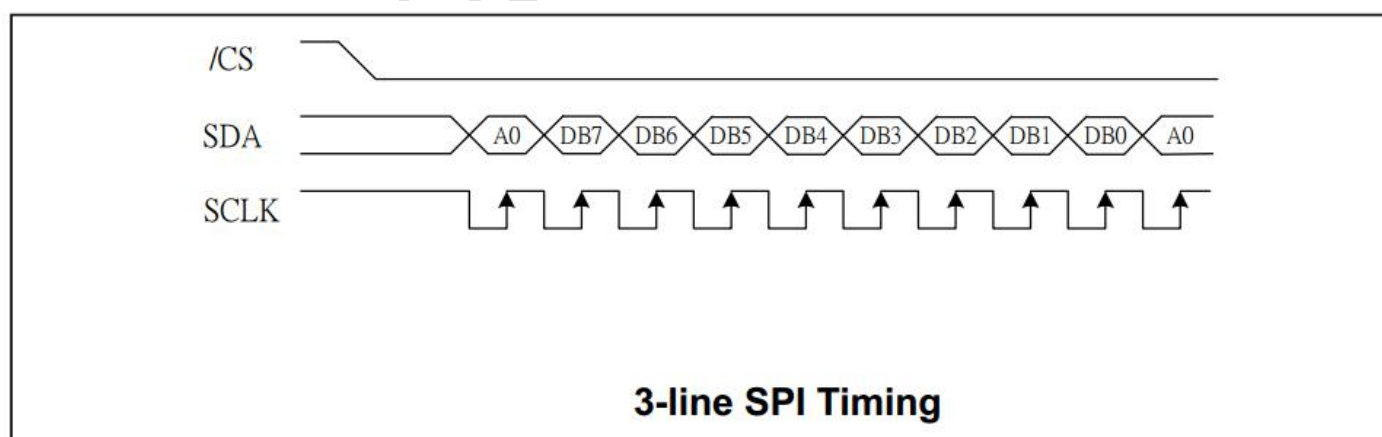 /CS
SDA A0 DB7 DB6 DB5 DB4 DB3 DB2 DB1 DB0 A0
SCLK
3-line SPI Timing